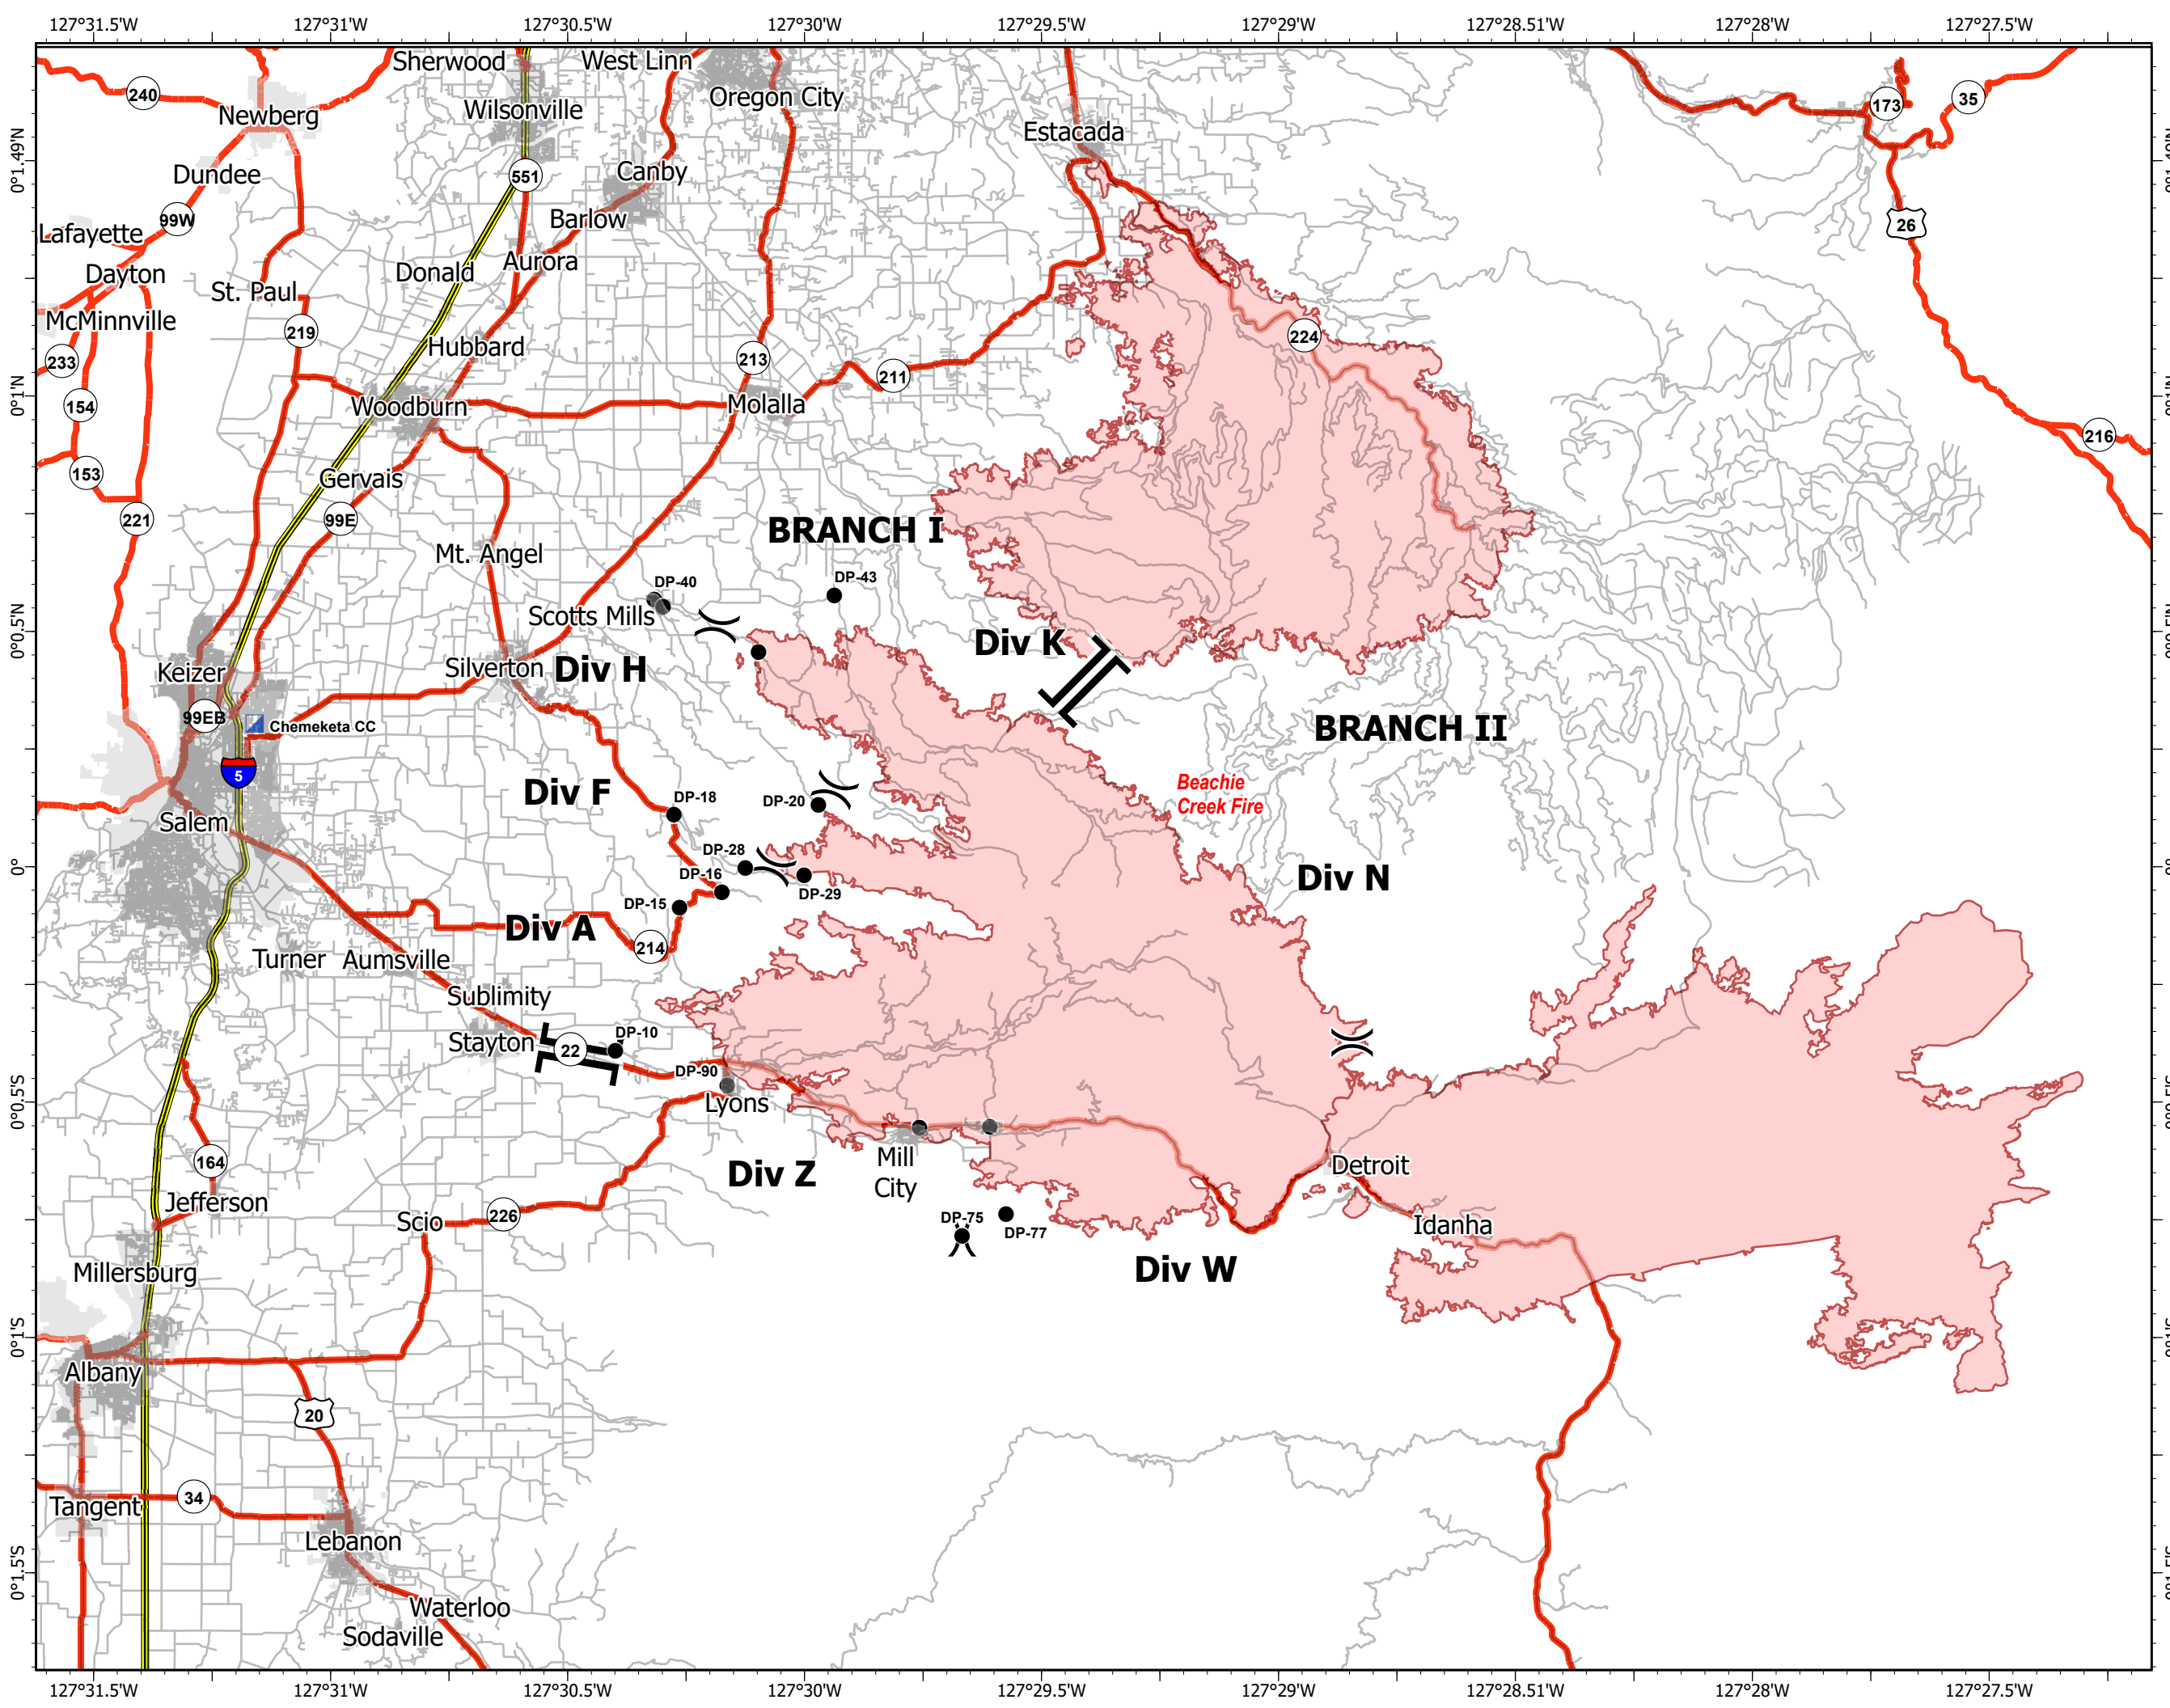 127°31.5'W 127°31'W 127°30.5'W 127°30'W 127°29.5'W 127°29'W 127°28.51'W 127°28'W 127°27.5'W
Sherwood
West Linn
240
Newberg
Wilsonville
Oregon City
173
35
Estacada
0°1.49'N
Dundee
551
Canby
99W
Barlow
26
Lafayette
Dayton
Donald
Aurora
St. Paul
McMinnville
219
Hubbard
224
233
213
211
154
0°1'N
Woodburn
Molalla
216
153
Gervais
221
99E
BRANCH I
Mt. Angel
DP-40
DP-43
Scotts Mills
0°0.5'N
Div K
Keizer
Silverton
Div H
99EB
Chemeketa CC
BRANCH II
5
Div F
Beachie
Creek Fire
DP-18
DP-20
Salem
DP-28
0°
DP-16
Div N
DP-29
DP-15
Div A
214
Turner
Aumsville
Sublimity
Stayton
22
DP-10
DP-90
0°0.5'S
Lyons
164
Mill
City
Div Z
Detroit
Jefferson
226
Scio
DP-75
DP-77
Idanha
Millersburg
Div W
0°1'S
Albany
20
34
Tangent
Lebanon
0°1.5'S
Waterloo
Sodaville
127°31.5'W 127°31'W 127°30.5'W 127°30'W 127°29.5'W 127°29'W 127°28.51'W 127°28'W 127°27.5'W